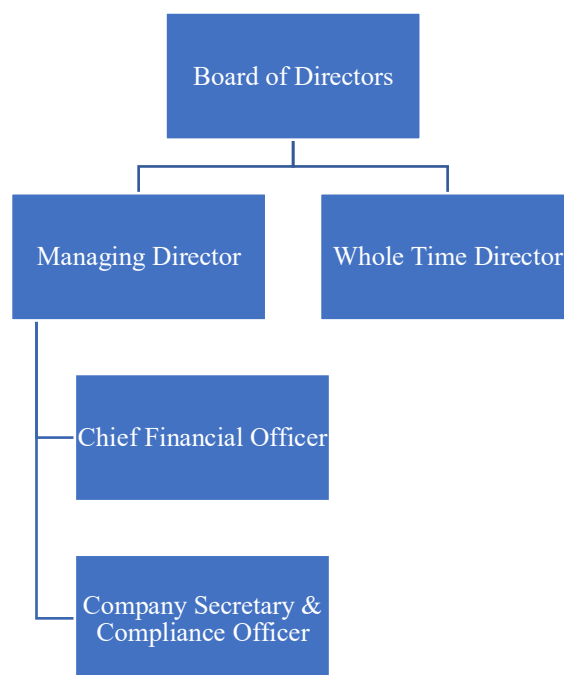 Board of Directors
Managing Director
Whole Time Director
Chief Financial Officer
Company Secretary &
Compliance Officer